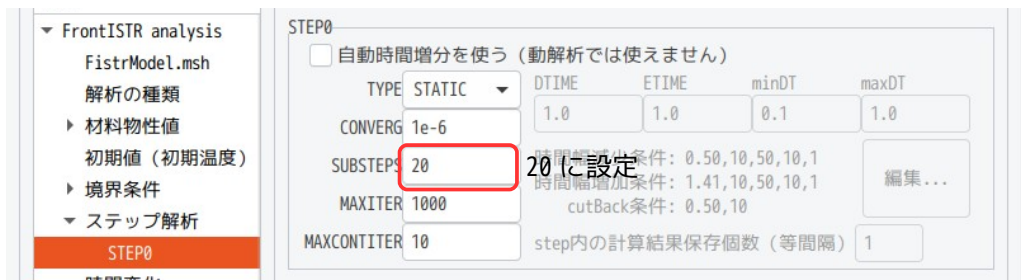 FrontISTR analysis
FistrModel.msh
解析の種類
材料物性値
初期値（初期温度）
境界条件
ステップ解析
STEP0
STEP0
自動時間増分を使う（動解析では使えません）
TYPE STATIC DTIME ETIME minDT maxDT
CONVERG 1e-6 1.0 1.0 0.1 1.0
SUBSTEPS 20 20に設定
時間幅減少条件: 0.50,10,50,10,1
時間幅増加条件: 1.41,10,50,10,1 編集...
MAXITER 1000 cutBack条件: 0.50,10
MAXCONTITER 10 step内の計算結果保存個数（等間隔） 1